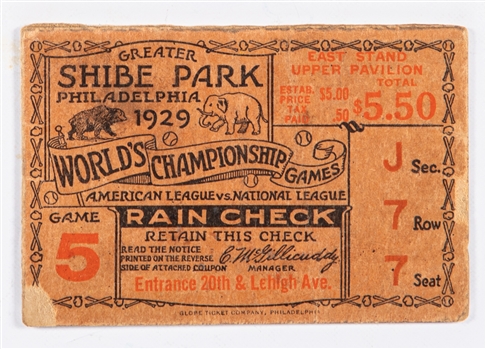 GREATER
SHIBE PARK
PHILADELPHIA
1929
WORLD'S CHAMPIONSHIP GAMES
AMERICAN LEAGUE VS. NATIONAL LEAGUE
GAME
5
RAIN CHECK
RETAIN THIS CHECK
READ THE NOTICE
PRINTED ON THE REVERSE
SIDE OF ATTACHED COUPON
C. McGillicuddy
MANAGER
Entrance 20th & Lehigh Ave.
EAST STAND
UPPER PAVILION
ESTAB. PRICE $5.00
TAX PAID .50
TOTAL
$5.50
J Sec.
7 Row
7 Seat
GLOBE TICKET COMPANY, PHILADELPHIA